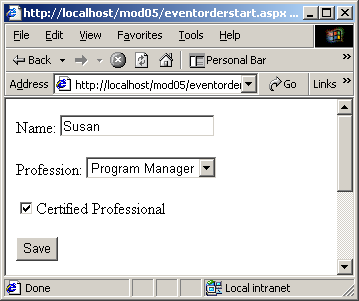 http://localhost/mod05/eventorderstart.aspx ...
File Edit View Favorites Tools Help
Back Personal Bar
Address http://localhost/mod05/eventorders Go Links »
Name: Susan
Profession: Program Manager
Certified Professional
Save
Done Local intranet